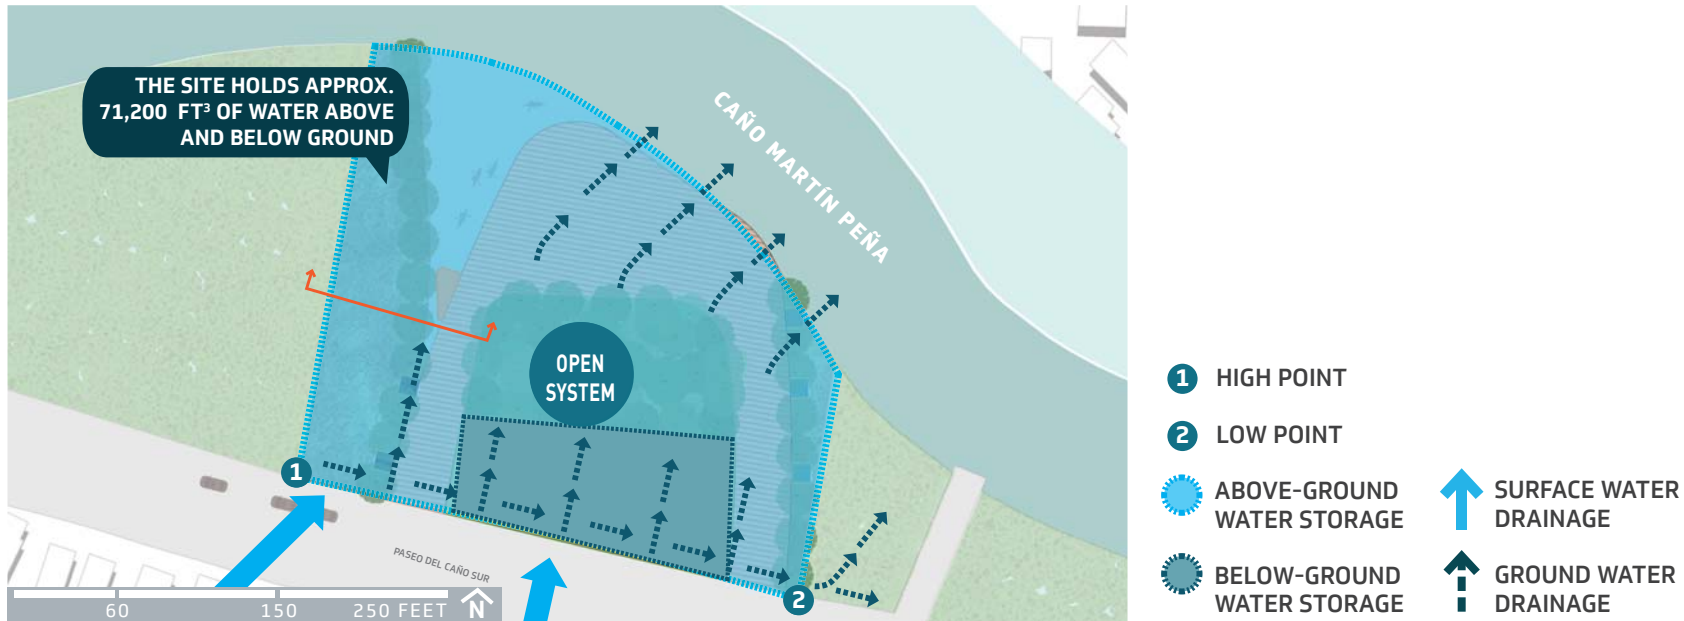 THE SITE HOLDS APPROX.
71,200 FT³ OF WATER ABOVE
AND BELOW GROUND
CAÑO MARTÍN PEÑA
OPEN
SYSTEM
1
2
PASEO DEL CAÑO SUR
60 150 250 FEET N
1 HIGH POINT
2 LOW POINT
ABOVE-GROUND
WATER STORAGE
SURFACE WATER
DRAINAGE
BELOW-GROUND
WATER STORAGE
GROUND WATER
DRAINAGE